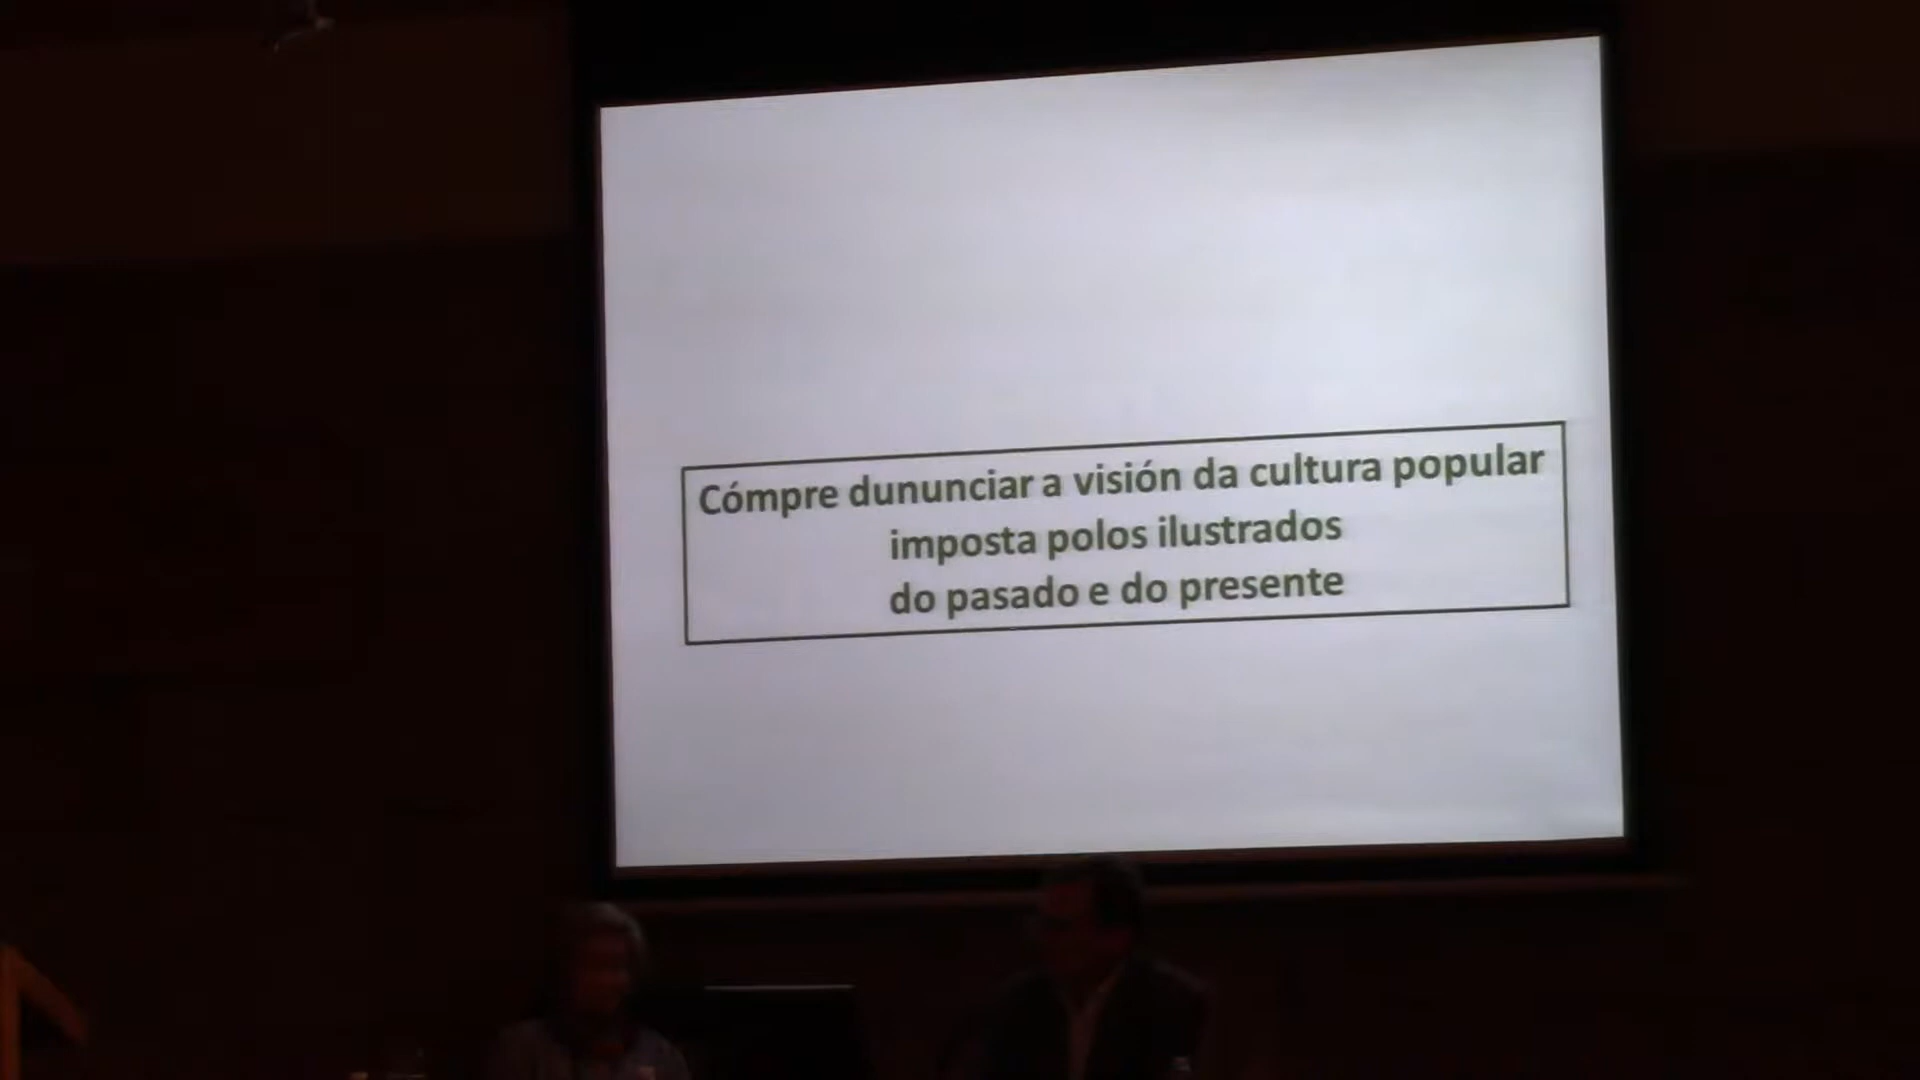 Cómpre dununciar a visión da cultura popular
imposta polos ilustrados
do pasado e do presente